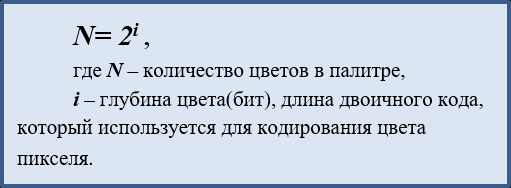 N= 2ⁱ ,
где N – количество цветов в палитре,
i – глубина цвета(бит), длина двоичного кода,
который используется для кодирования цвета
пикселя.